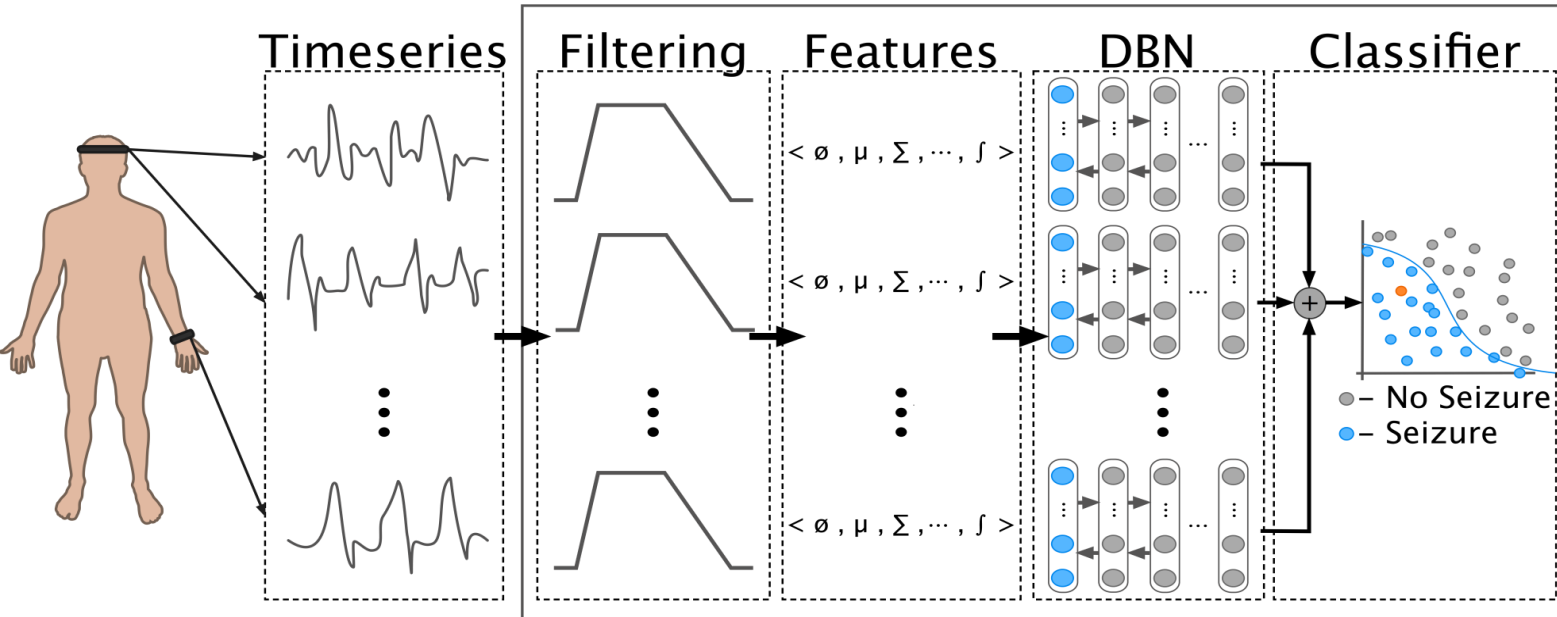 Timeseries
Filtering
Features
DBN
Classifier
< ø , μ , ∑ , ... , ∫ >
< ø , μ , ∑ , ... , ∫ >
< ø , μ , ∑ , ... , ∫ >
+
– No Seizure
– Seizure